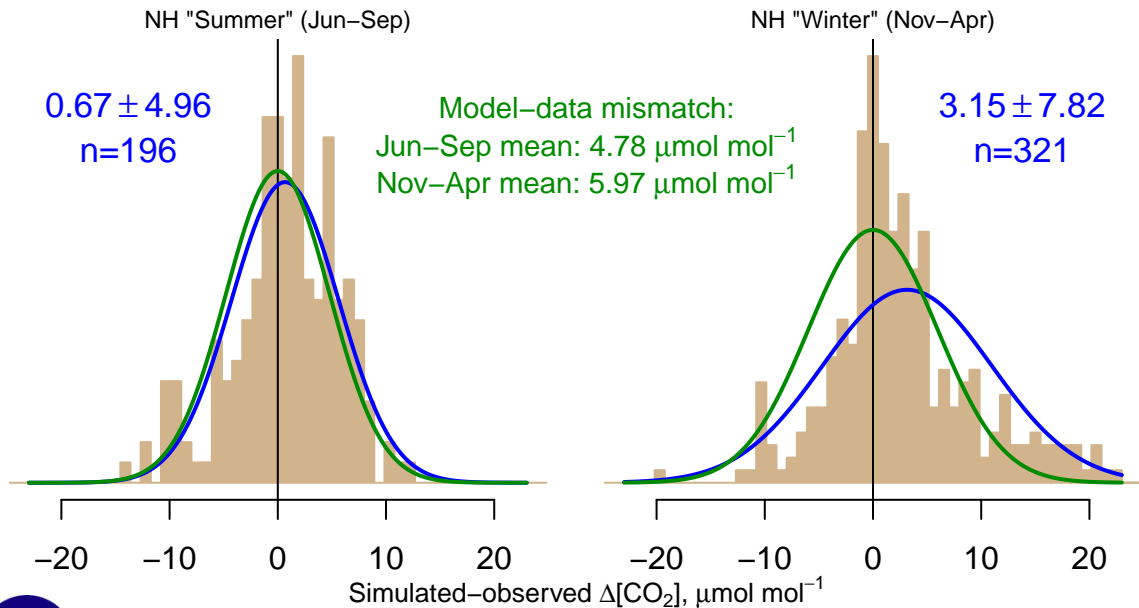 NH "Summer" (Jun−Sep)
NH "Winter" (Nov−Apr)
0.67 ± 4.96
n=196
Model−data mismatch:
Jun−Sep mean: 4.78 μmol mol⁻¹
Nov−Apr mean: 5.97 μmol mol⁻¹
3.15 ± 7.82
n=321
−20 −10 0 10 20
−20 −10 0 10 20
Simulated−observed Δ[CO₂], μmol mol⁻¹